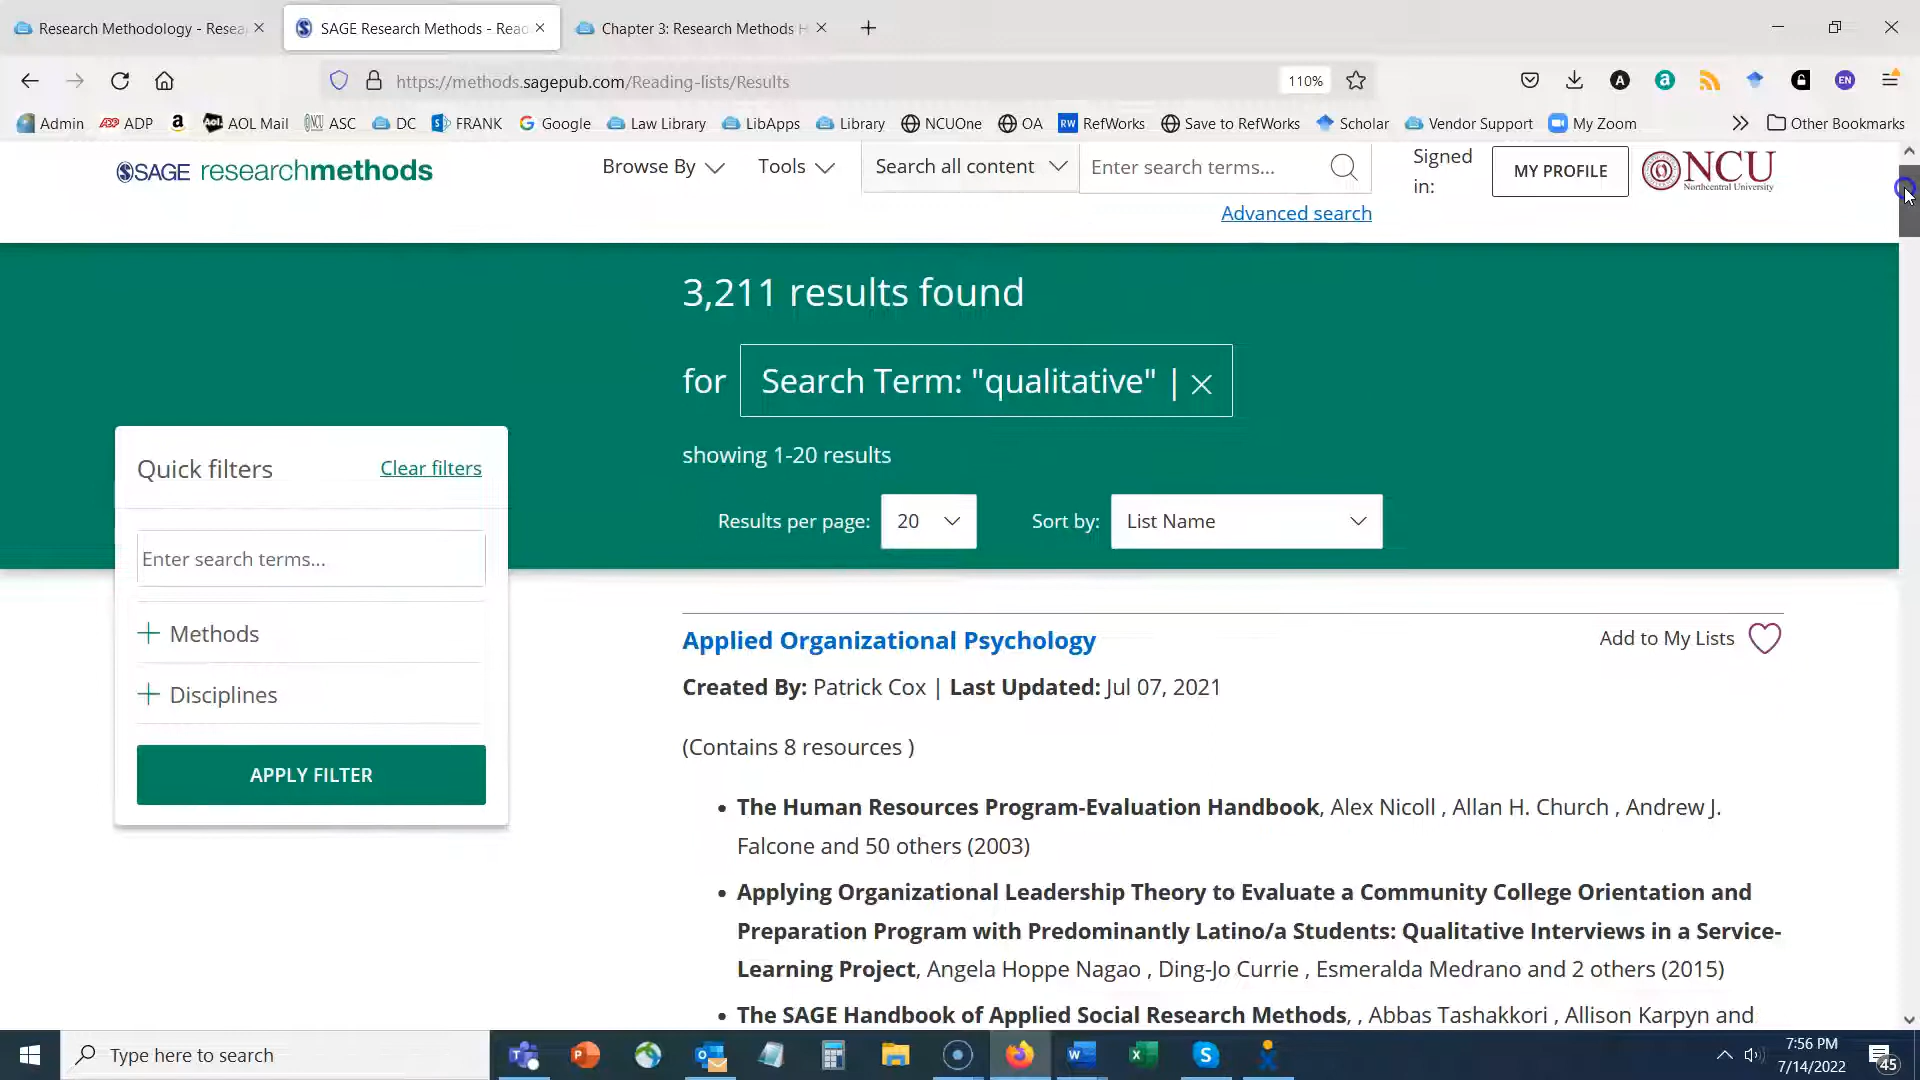 Research Methodology - Resea
SAGE Research Methods - Read
Chapter 3: Research Methods H
https://methods.sagepub.com/Reading-lists/Results
110%
A
a
EN
Admin
ADP
AOL Mail
ASC
DC
FRANK
Google
Law Library
LibApps
Library
NCUOne
OA
RW RefWorks
Save to RefWorks
Scholar
Vendor Support
My Zoom
Other Bookmarks
SAGE researchmethods
Browse By
Tools
Search all content
Enter search terms...
Signed in:
MY PROFILE
NCU
Northcentral University
Advanced search
3,211 results found
for Search Term: "qualitative" |
showing 1-20 results
Results per page: 20
Sort by: List Name
Quick filters
Clear filters
Enter search terms...
Methods
Disciplines
APPLY FILTER
Applied Organizational Psychology
Add to My Lists
Created By: Patrick Cox | Last Updated: Jul 07, 2021
(Contains 8 resources )
• The Human Resources Program-Evaluation Handbook, Alex Nicoll , Allan H. Church , Andrew J.
Falcone and 50 others (2003)
• Applying Organizational Leadership Theory to Evaluate a Community College Orientation and
Preparation Program with Predominantly Latino/a Students: Qualitative Interviews in a Service-
Learning Project, Angela Hoppe Nagao , Ding-Jo Currie , Esmeralda Medrano and 2 others (2015)
• The SAGE Handbook of Applied Social Research Methods, , Abbas Tashakkori , Allison Karpyn and
Type here to search
7:56 PM
7/14/2022
45